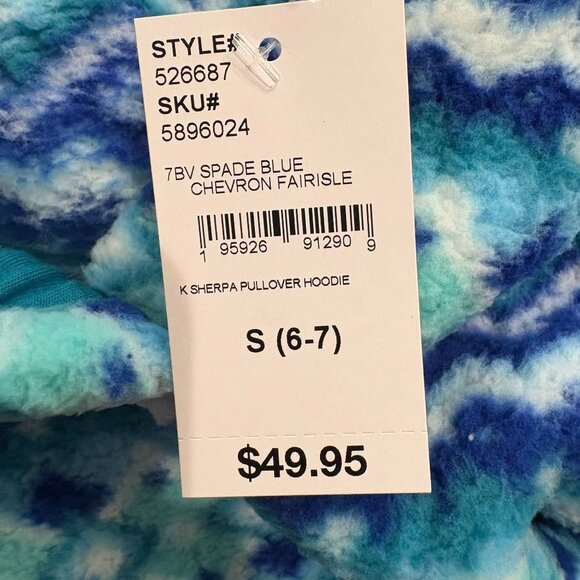 STYLE#
526687
SKU#
5896024
7BV SPADE BLUE
CHEVRON FAIRISLE
1 95926 91290 9
K SHERPA PULLOVER HOODIE
S (6-7)
$49.95